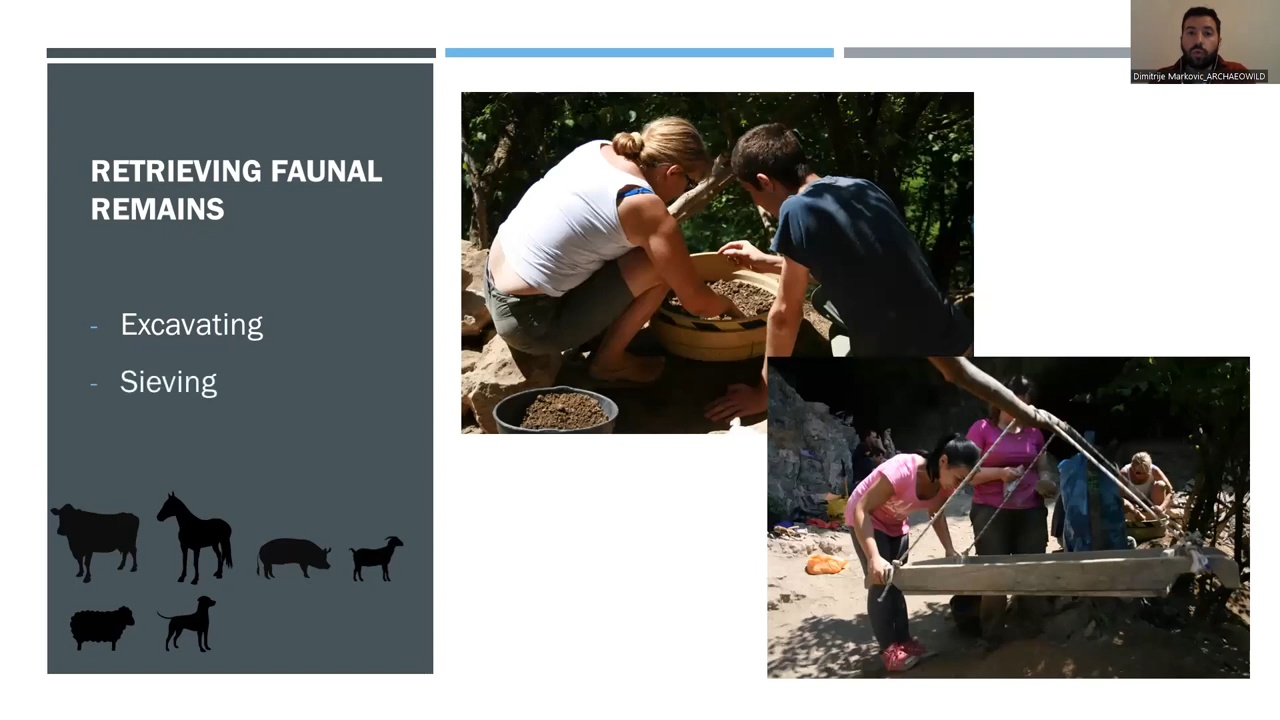 Dimitrije Markovic_ARCHAEOWILD
RETRIEVING FAUNAL
REMAINS
- Excavating
- Sieving